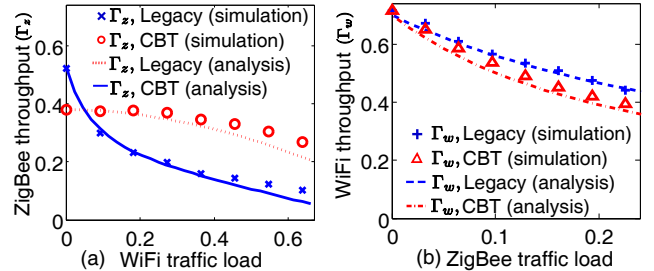 ZigBee throughput (Γz)
0.6
0.4
0.2
0
Γz, Legacy (simulation)
Γz, CBT (simulation)
Γz, Legacy (analysis)
Γz, CBT (analysis)
0 0.2 0.4 0.6
(a) WiFi traffic load
WiFi throughput (Γw)
0.6
0.4
0.2
0
Γw, Legacy (simulation)
Γw, CBT (simulation)
Γw, Legacy (analysis)
Γw, CBT (analysis)
0 0.1 0.2
(b) ZigBee traffic load